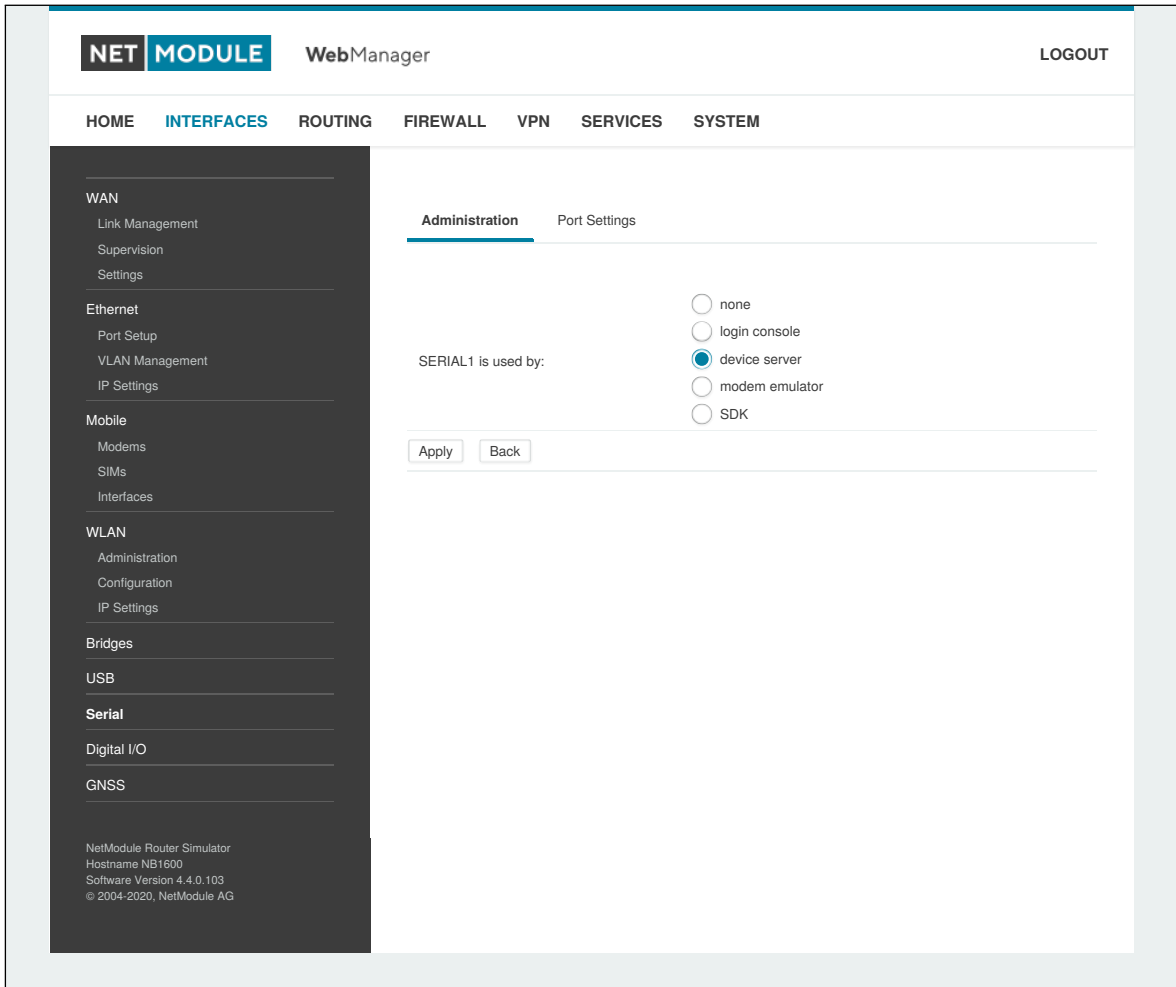 NET MODULE WebManager LOGOUT
HOME INTERFACES ROUTING FIREWALL VPN SERVICES SYSTEM
WAN
Link Management
Supervision
Settings
Ethernet
Port Setup
VLAN Management
IP Settings
Mobile
Modems
SIMs
Interfaces
WLAN
Administration
Configuration
IP Settings
Bridges
USB
Serial
Digital I/O
GNSS
NetModule Router Simulator
Hostname NB1600
Software Version 4.4.0.103
© 2004-2020, NetModule AG
Administration Port Settings
SERIAL1 is used by:
none
login console
device server
modem emulator
SDK
Apply Back